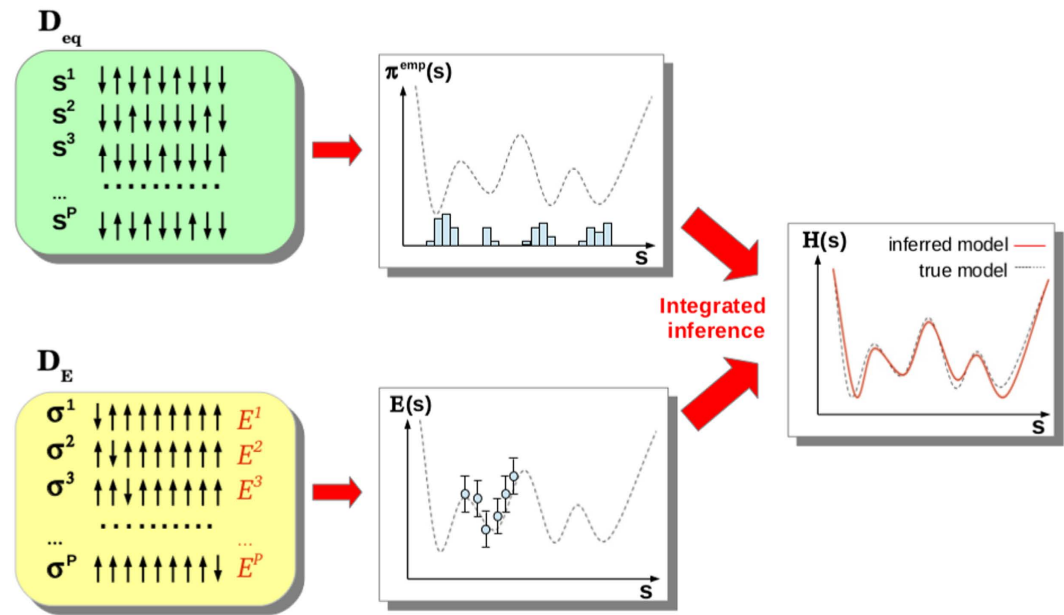 D_eq
s^1 ↓↑↓↑↓↑↓↓↓
s^2 ↓↓↑↓↓↓↓↑↓
s^3 ↑↓↓↓↑↓↓↓↑
... ..........
s^P ↓↑↓↑↓↓↑↓↓
π^emp(s)
s
D_E
σ^1 ↓↑↑↑↑↑↑↑↑ E^1
σ^2 ↑↓↑↑↑↑↑↑↑ E^2
σ^3 ↑↑↓↑↑↑↑↑↑ E^3
..........
... ...
σ^P ↑↑↑↑↑↑↑↑↓ E^P
E(s)
s
Integrated
inference
H(s)
inferred model
true model
s